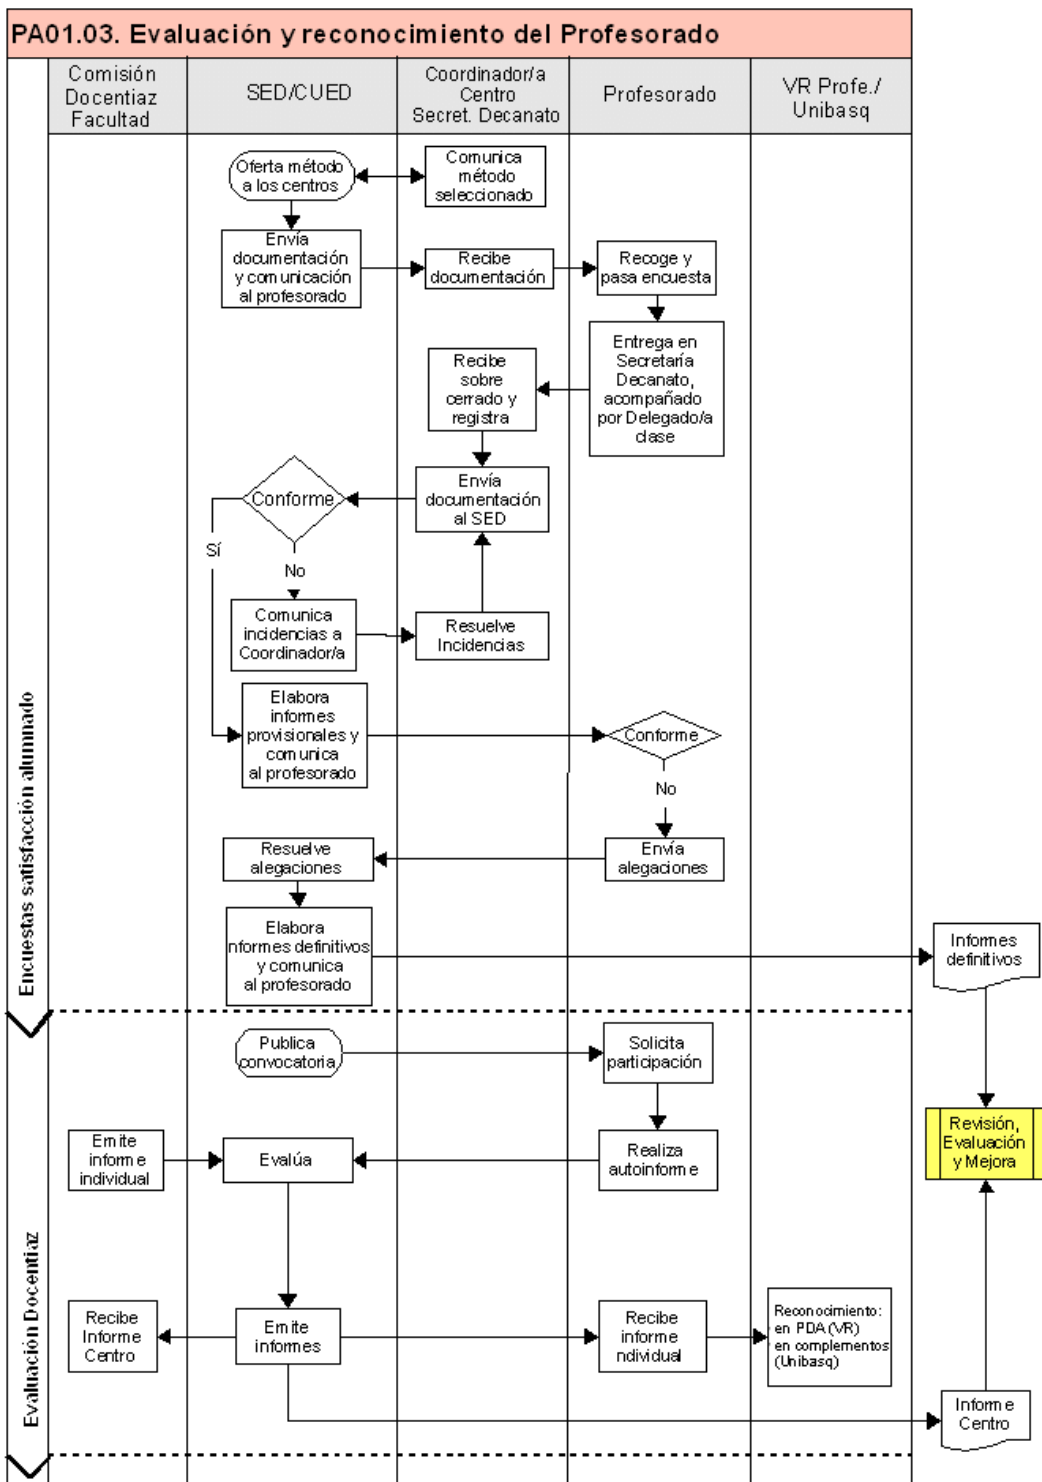 PA01.03. Evaluación y reconocimiento del Profesorado
Comisión
Docentiaz
Facultad
SED/CUED
Coordinador/a
Centro
Secret. Decanato
Profesorado
VR Profe./
Unibasq
Encuestas satisfacción alumnado
Oferta método
a los centros
Comunica
método
seleccionado
Envía
documentación
y comunicación
al profesorado
Recibe
documentación
Recoge y
pasa encuesta
Entrega en
Secretaría
Decanato,
acompañado
por Delegado/a
clase
Recibe
sobre
cerrado y
registra
Envía
documentación
al SED
Conforme
Sí
No
Comunica
incidencias a
Coordinador/a
Resuelve
Incidencias
Elabora
informes
provisionales y
comunica
al profesorado
Conforme
No
Envía
alegaciones
Resuelve
alegaciones
Elabora
nformes definitivos
y comunica
al profesorado
Informes
definitivos
Evaluación Docentiaz
Publica
convocatoria
Solicita
participación
Emite
informe
individual
Evalúa
Realiza
autoinforme
Revisión,
Evaluación
y Mejora
Recibe
Informe
Centro
Emite
informes
Recibe
informe
ndividual
Reconocimiento:
en PDA (VR)
en complementos
(Unibasq)
Informe
Centro